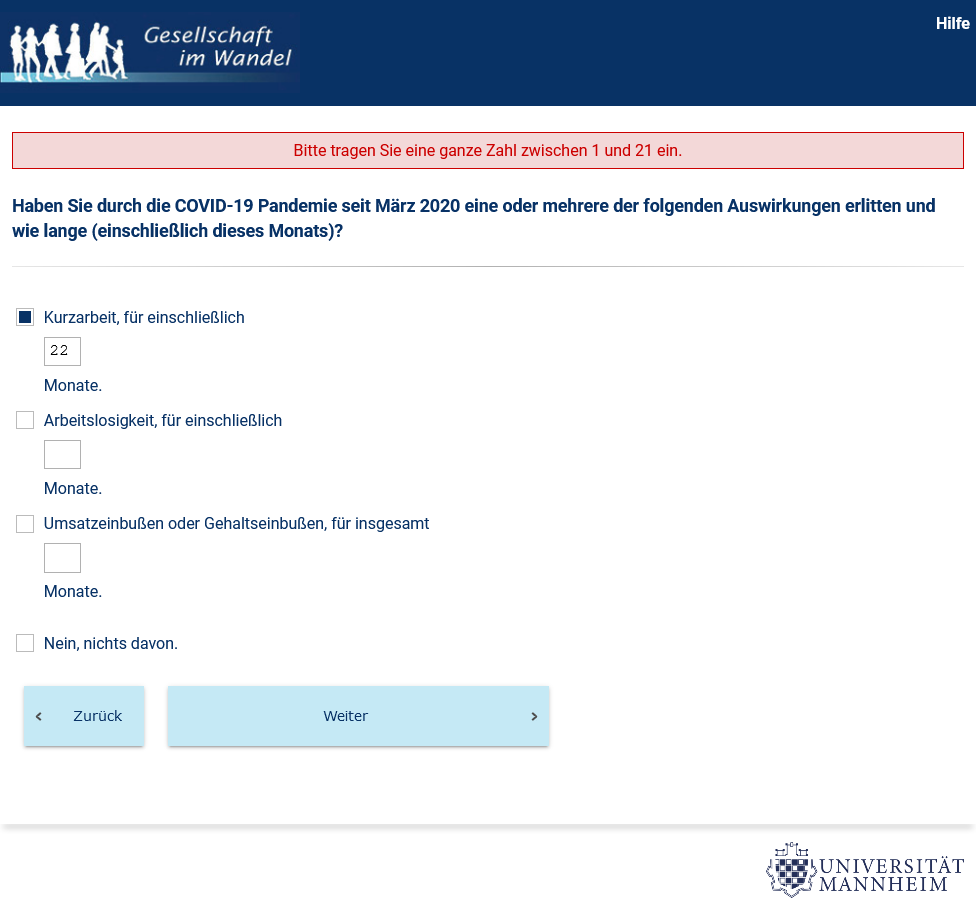 Gesellschaft
im Wandel
Hilfe
Bitte tragen Sie eine ganze Zahl zwischen 1 und 21 ein.
Haben Sie durch die COVID-19 Pandemie seit März 2020 eine oder mehrere der folgenden Auswirkungen erlitten und
wie lange (einschließlich dieses Monats)?
Kurzarbeit, für einschließlich
22
Monate.
Arbeitslosigkeit, für einschließlich
Monate.
Umsatzeinbußen oder Gehaltseinbußen, für insgesamt
Monate.
Nein, nichts davon.
Zurück
Weiter
UNIVERSITÄT
MANNHEIM